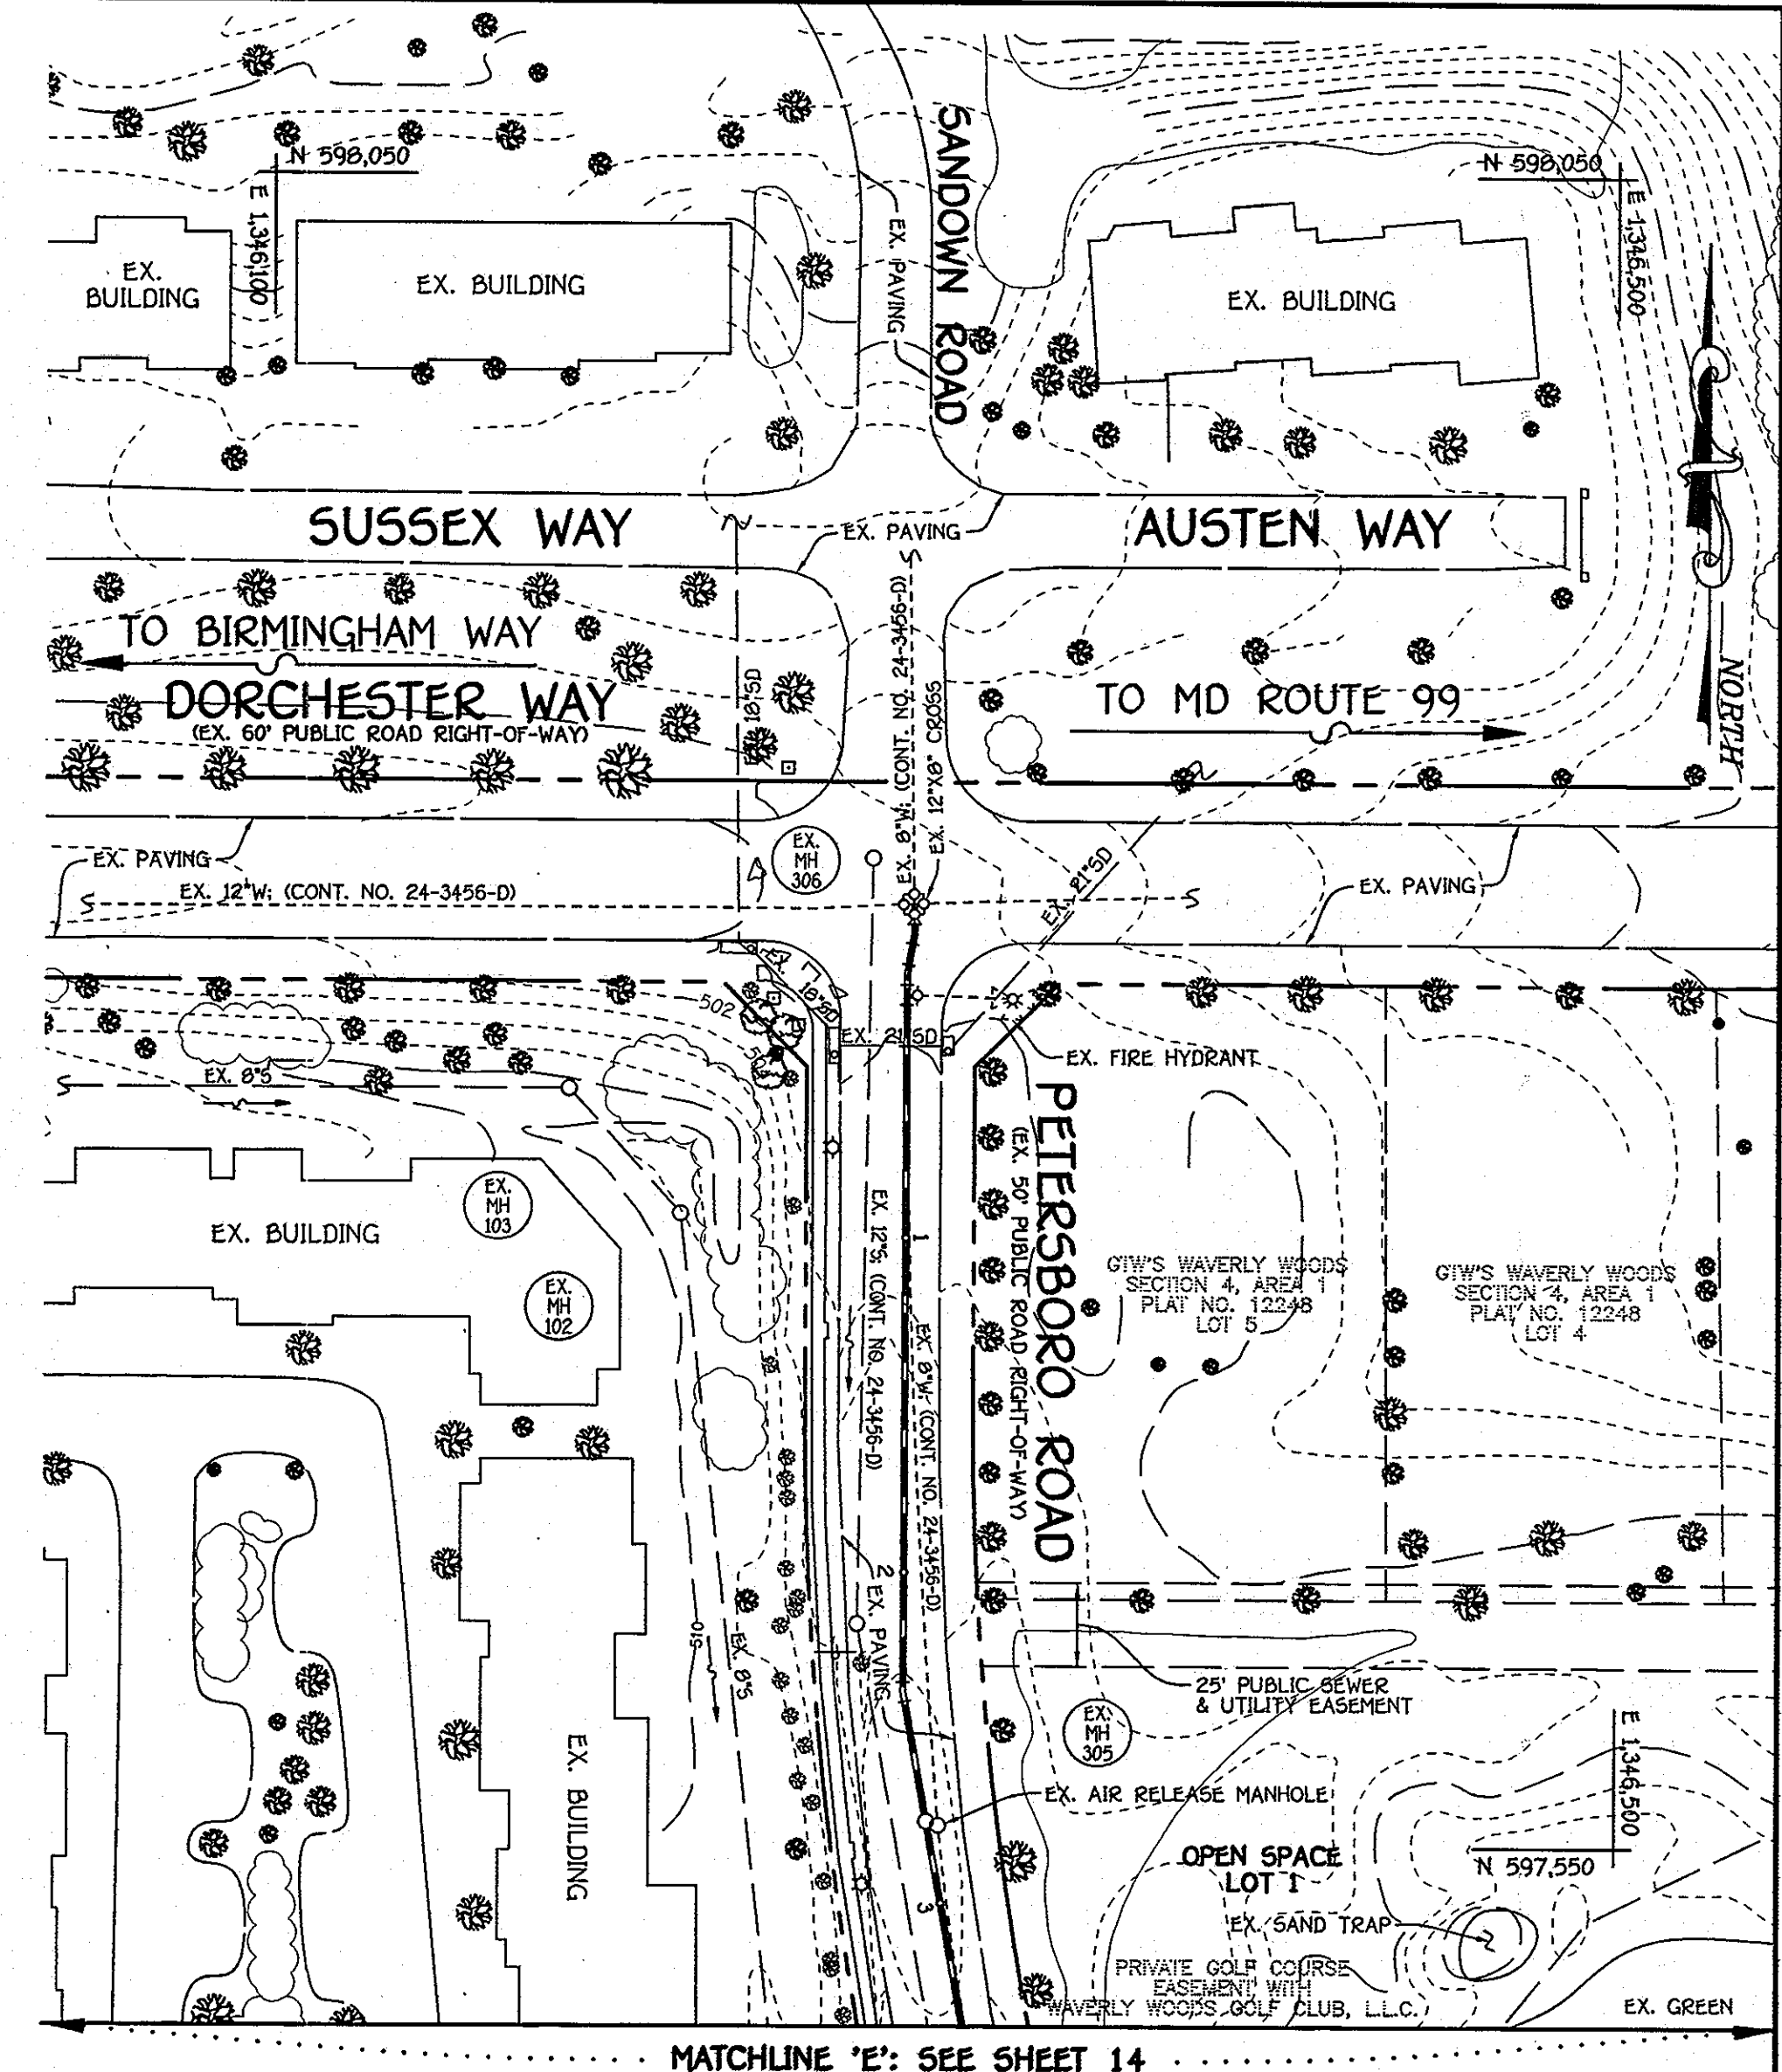 N 598,050
E 1,346,100
SANDOWN ROAD
EX. PAVING
N 598,050
E 1,346,500
EX.
BUILDING
EX. BUILDING
EX. BUILDING
SUSSEX WAY
EX. PAVING
AUSTEN WAY
TO BIRMINGHAM WAY
DORCHESTER WAY
(EX. 60' PUBLIC ROAD RIGHT-OF-WAY)
18"SD
EX. 8"W; (CONT. NO. 24-3456-D)
EX. 12"X8" CROSS
TO MD ROUTE 99
NORTH
EX. PAVING
EX. 12"W; (CONT. NO. 24-3456-D)
EX.
MH
306
EX. 21"SD
EX. PAVING
502
EX.
18"SD
EX. 21"SD
EX. FIRE HYDRANT
EX. 8"S
EX. BUILDING
EX.
MH
103
EX.
MH
102
EX. 12"S; (CONT. NO. 24-3456-D)
1
EX. 8"W; (CONT. NO. 24-3456-D)
PETERSBORO ROAD
(EX. 50' PUBLIC ROAD RIGHT-OF-WAY)
GTW'S WAVERLY WOODS
SECTION 4, AREA 1
PLAT NO. 12248
LOT 5
GTW'S WAVERLY WOODS
SECTION 4, AREA 1
PLAT NO. 12248
LOT 4
2
EX. PAVING
510
EX. 8"S
EX. BUILDING
25' PUBLIC SEWER
& UTILITY EASEMENT
EX.
MH
305
EX. AIR RELEASE MANHOLE
E 1,346,500
N 597,550
OPEN SPACE
LOT 1
3
EX. SAND TRAP
PRIVATE GOLF COURSE
EASEMENT WITH
WAVERLY WOODS GOLF CLUB, L.L.C.
EX. GREEN
MATCHLINE 'E': SEE SHEET 14